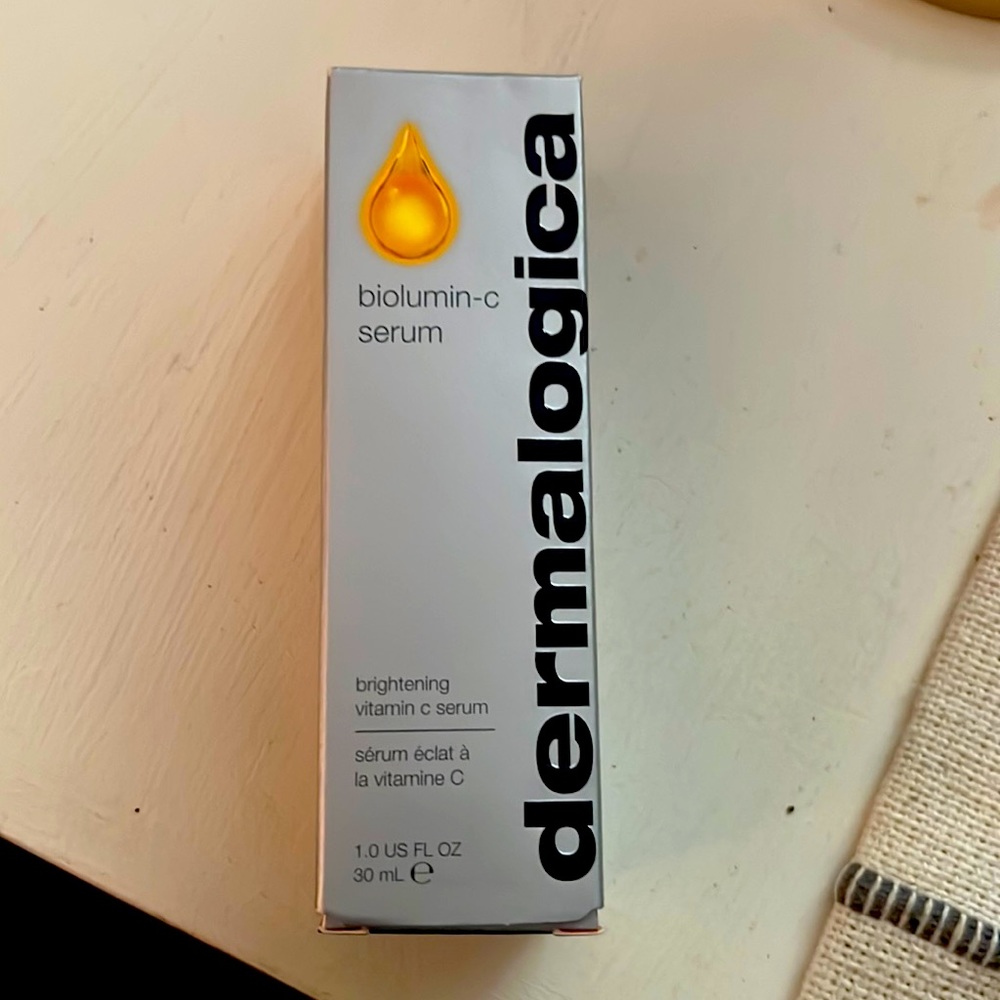 biolumin-c
serum
dermalogica
brightening
vitamin c serum
sérum éclat à
la vitamine C
1.0 US FL OZ
30 mL ℮